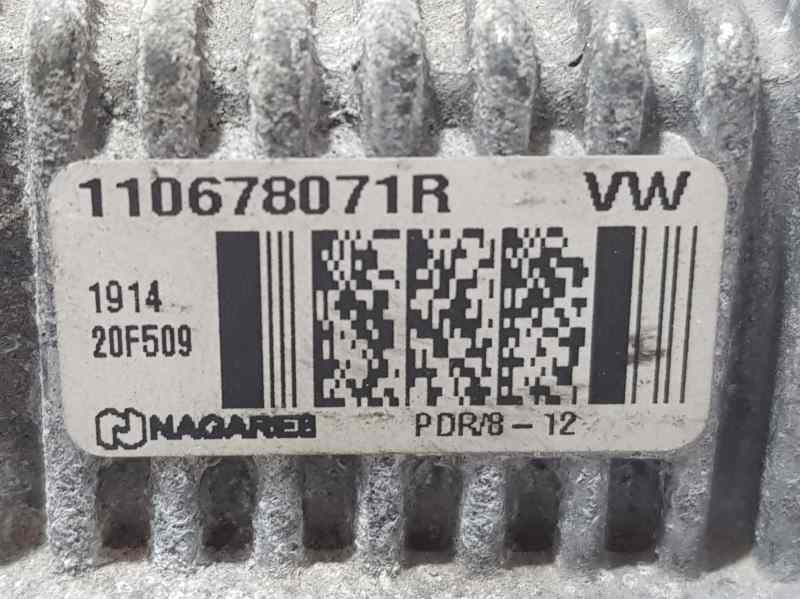 110678071R VW
1914
20F509
NAGARES PDR/8-12